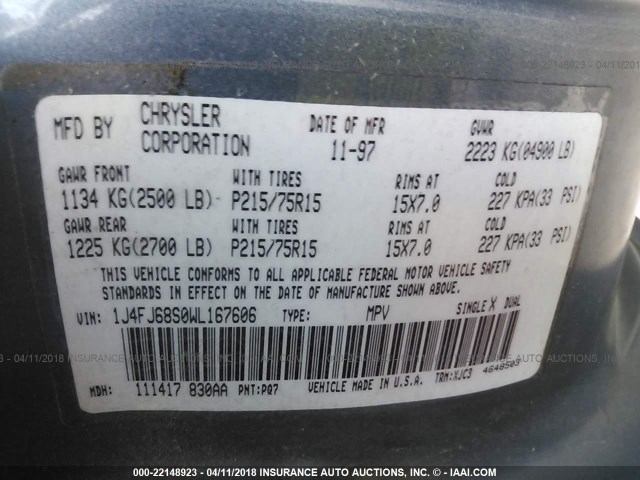 MFD BY CHRYSLER CORPORATION DATE OF MFR 11-97 GVWR 2223 KG(04900 LB)
GAWR FRONT WITH TIRES RIMS AT COLD
1134 KG(2500 LB) P215/75R15 15X7.0 227 KPA(33 PSI)
GAWR REAR WITH TIRES RIMS AT COLD
1225 KG(2700 LB) P215/75R15 15X7.0 227 KPA(33 PSI)
THIS VEHICLE CONFORMS TO ALL APPLICABLE FEDERAL MOTOR VEHICLE SAFETY
STANDARDS IN EFFECT ON THE DATE OF MANUFACTURE SHOWN ABOVE.
VIN: 1J4FJ68S0WL167606 TYPE: MPV SINGLE X DUAL
MDH: 111417 830AA PNT:PQ7 VEHICLE MADE IN U.S.A. TRM:XJC3 4648503
000-22148923 - 04/11/2018 - INSURANCE AUTO AUCTIONS, INC. - © IAAI.COM